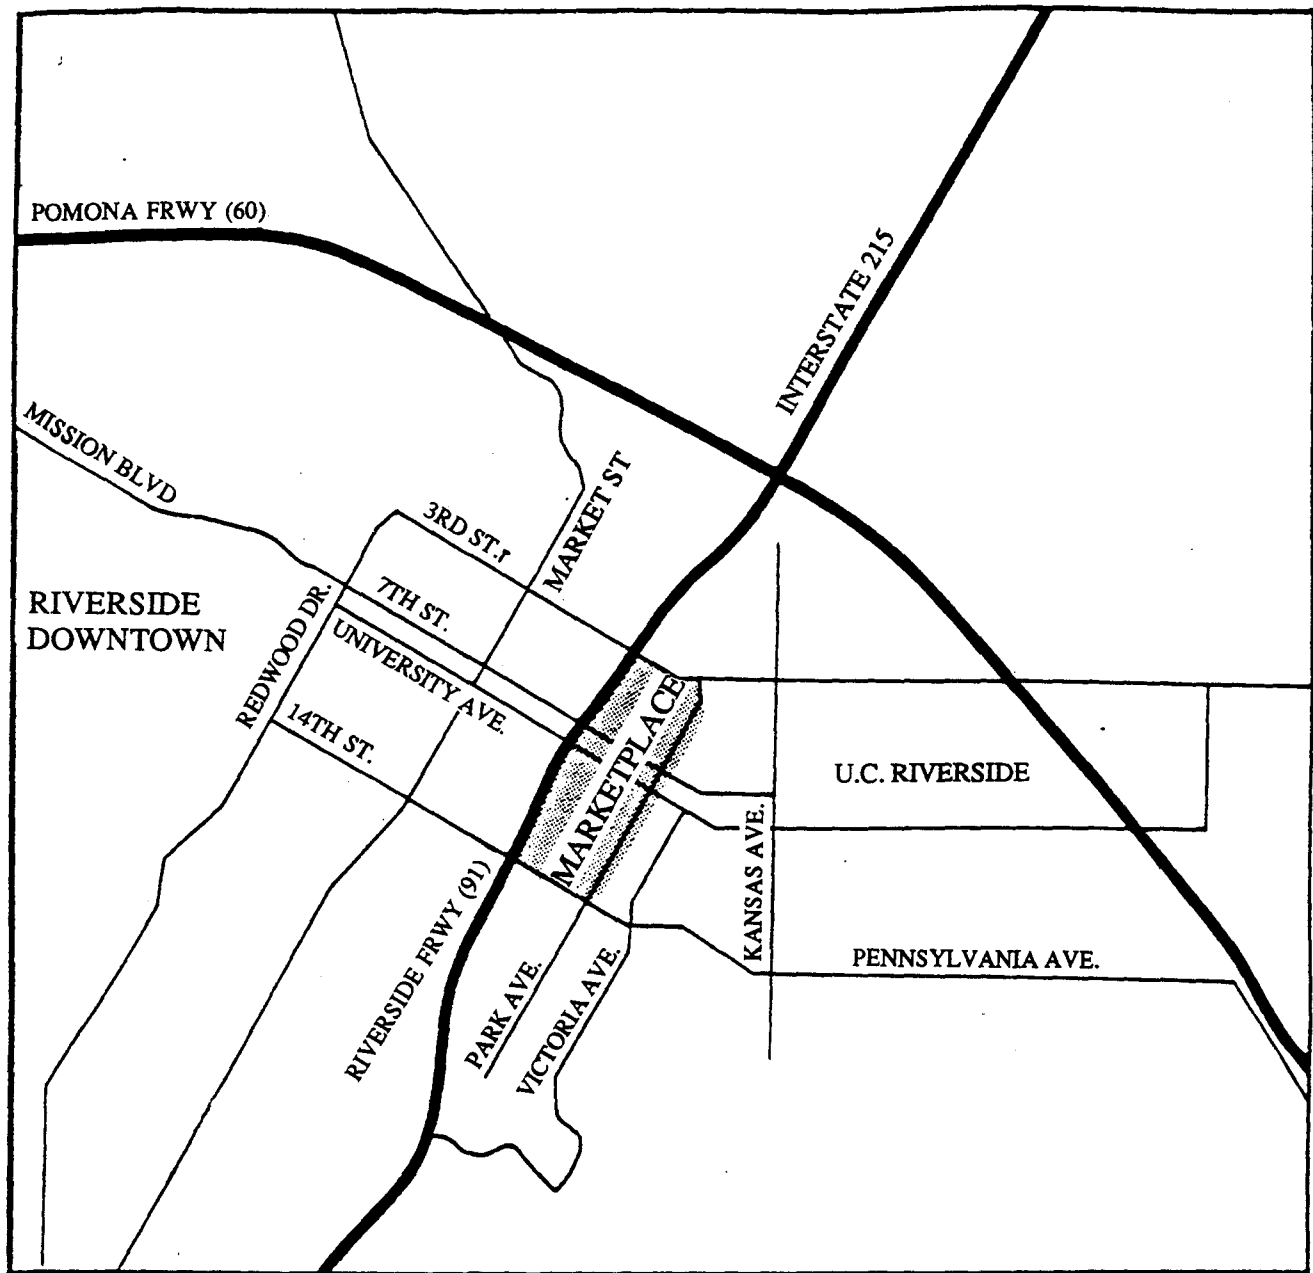 POMONA FRWY (60)
INTERSTATE 215
MISSION BLVD
3RD ST.r
MARKET ST
7TH ST.
RIVERSIDE
DOWNTOWN
REDWOOD DR.
UNIVERSITY AVE.
14TH ST.
MARKETPLACE
U.C. RIVERSIDE
KANSAS AVE.
RIVERSIDE FRWY (91)
PARK AVE.
VICTORIA AVE.
PENNSYLVANIA AVE.